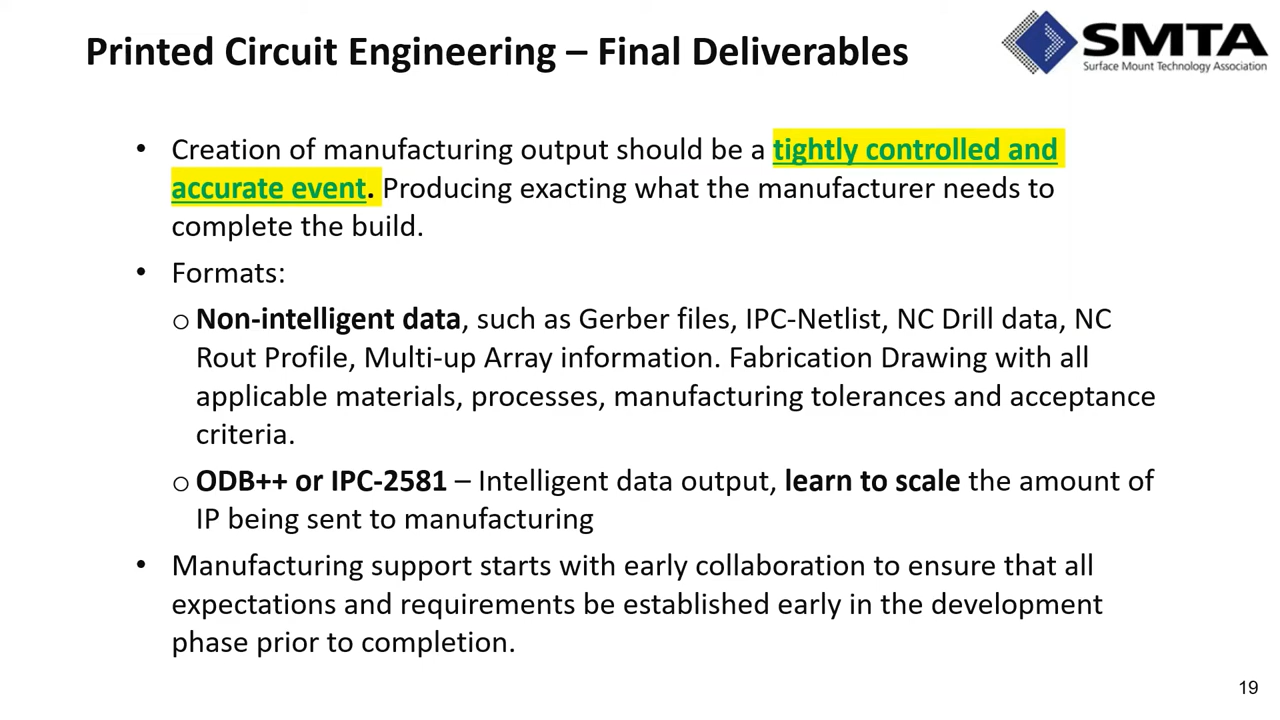 Printed Circuit Engineering – Final Deliverables
SMTA
Surface Mount Technology Association
• Creation of manufacturing output should be a tightly controlled and
accurate event. Producing exacting what the manufacturer needs to
complete the build.
• Formats:
o Non-intelligent data, such as Gerber files, IPC-Netlist, NC Drill data, NC
Rout Profile, Multi-up Array information. Fabrication Drawing with all
applicable materials, processes, manufacturing tolerances and acceptance
criteria.
o ODB++ or IPC-2581 – Intelligent data output, learn to scale the amount of
IP being sent to manufacturing
• Manufacturing support starts with early collaboration to ensure that all
expectations and requirements be established early in the development
phase prior to completion.
19